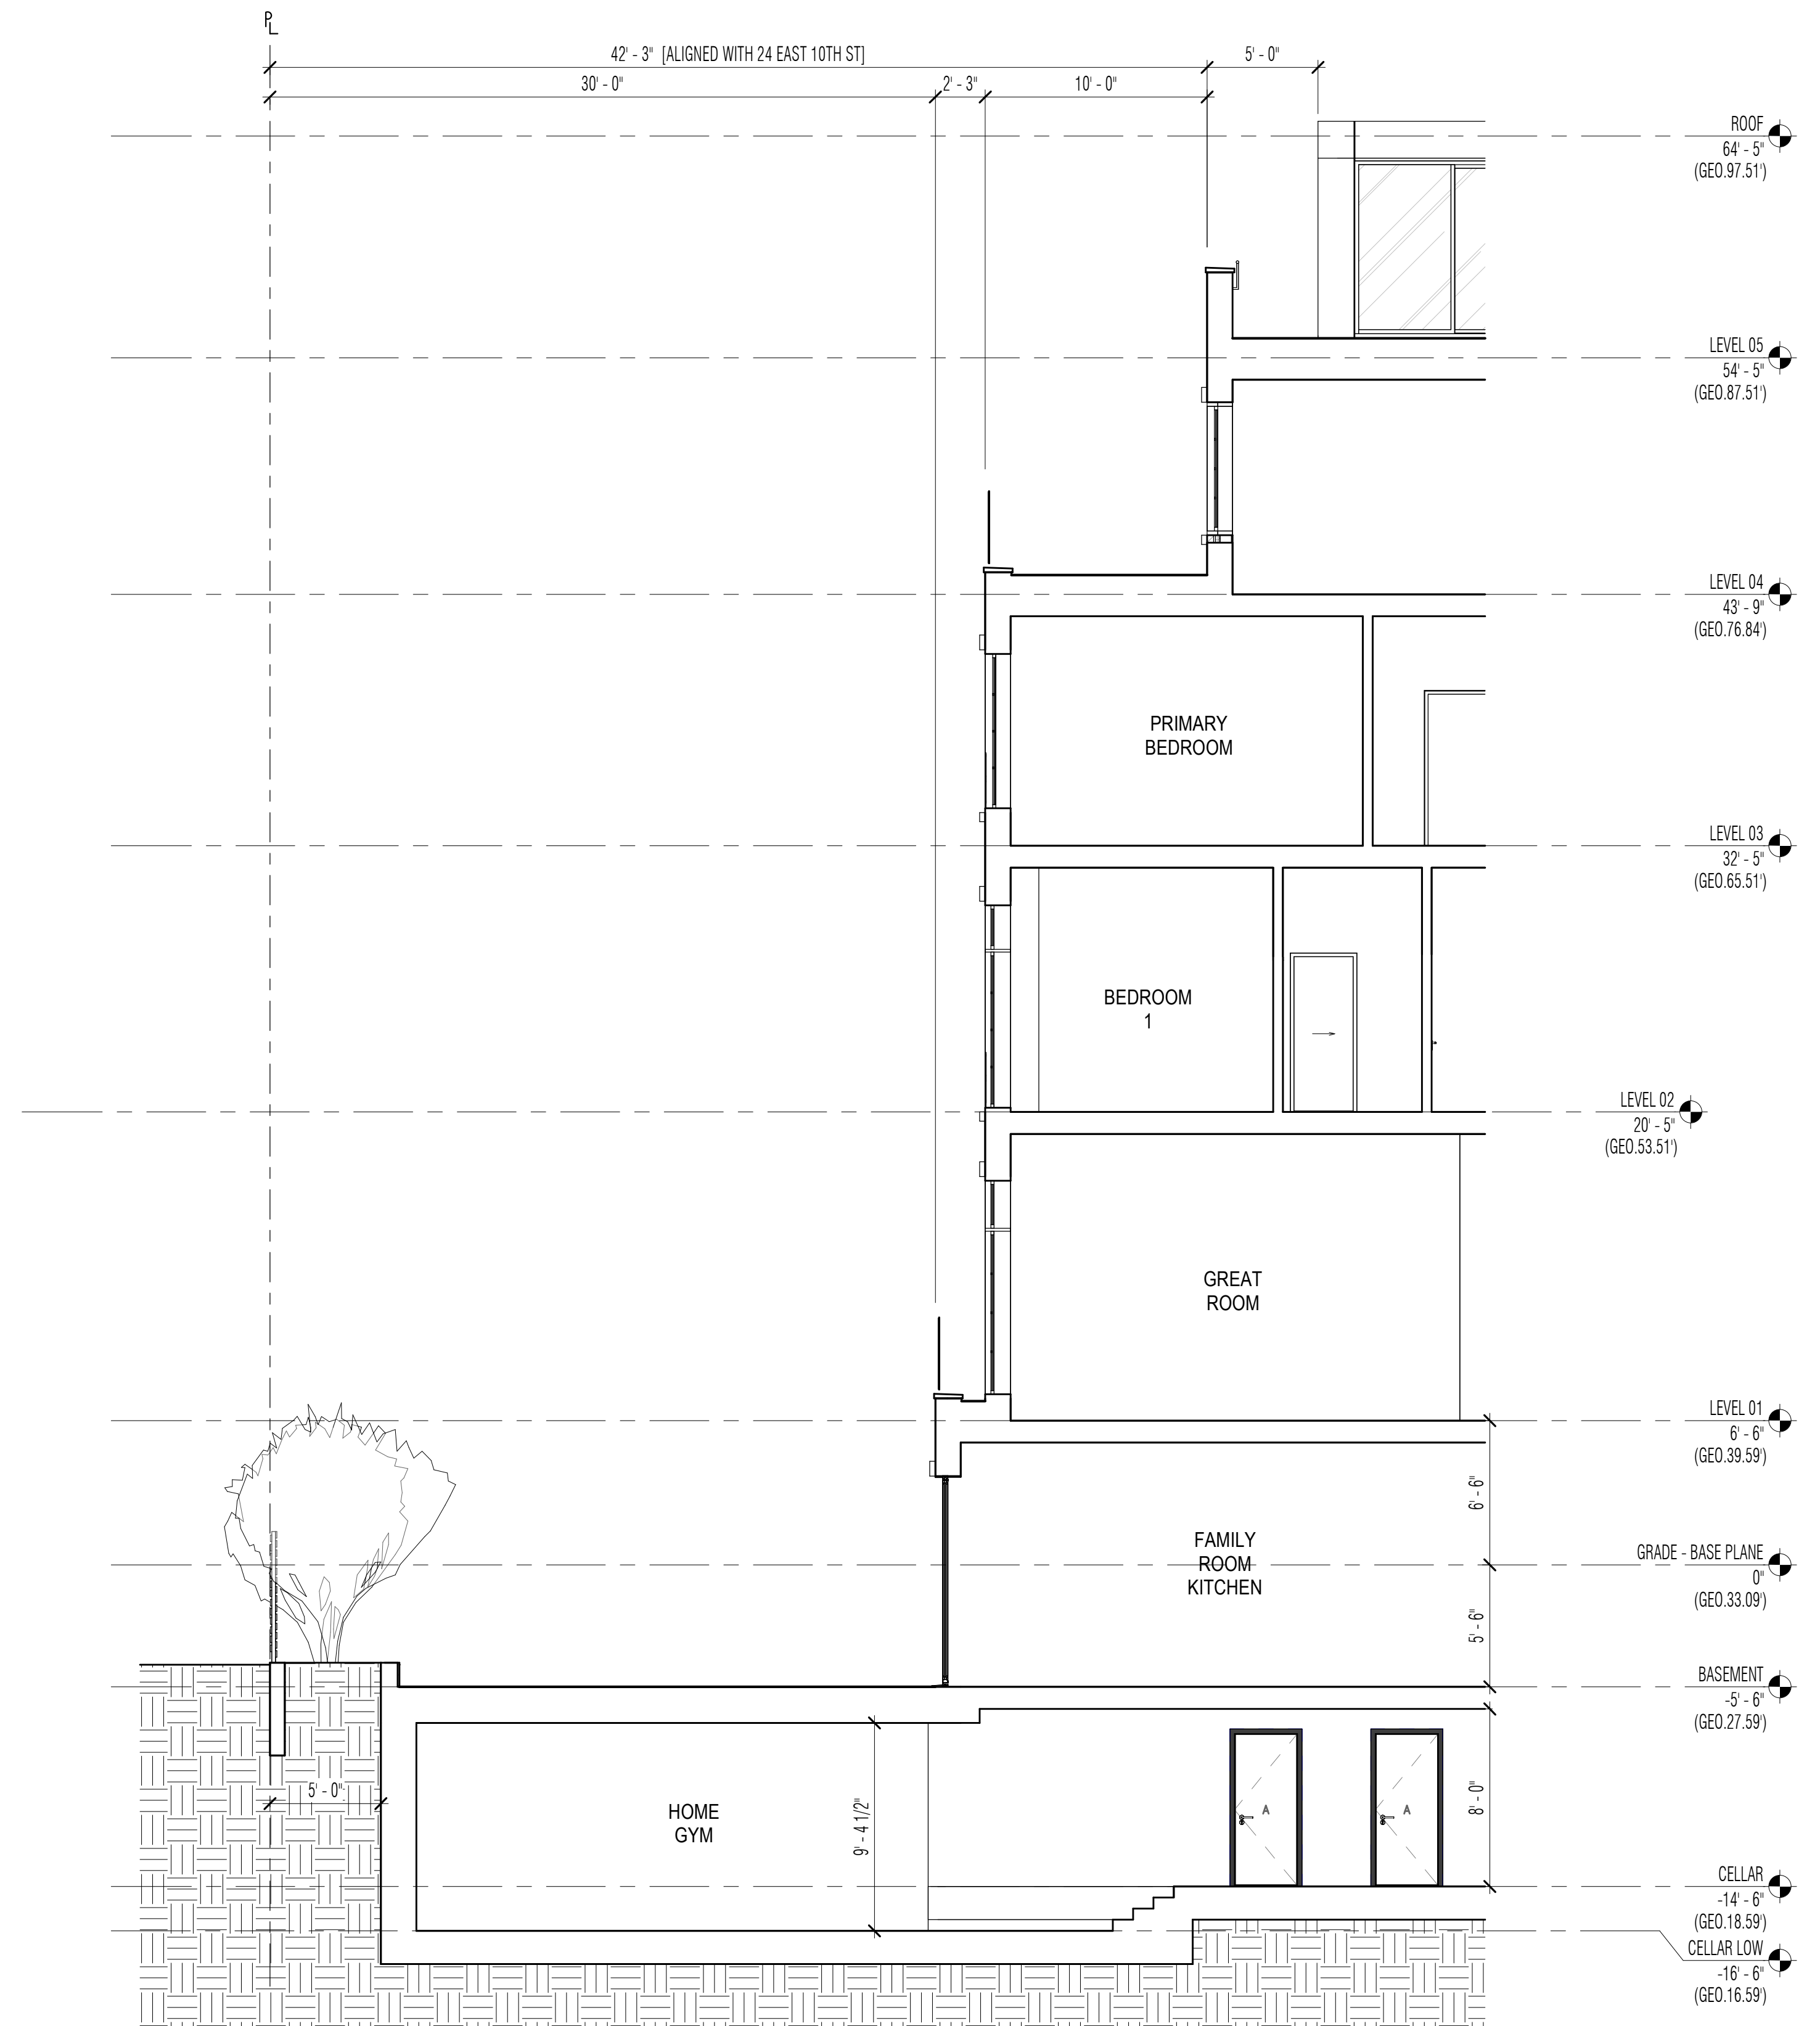 PL
42' - 3" [ALIGNED WITH 24 EAST 10TH ST]
5' - 0"
30' - 0"
2' - 3"
10' - 0"
ROOF
64' - 5"
(GEO.97.51')
LEVEL 05
54' - 5"
(GEO.87.51')
LEVEL 04
43' - 9"
(GEO.76.84')
PRIMARY
BEDROOM
LEVEL 03
32' - 5"
(GEO.65.51')
BEDROOM
1
LEVEL 02
20' - 5"
(GEO.53.51')
GREAT
ROOM
LEVEL 01
6' - 6"
(GEO.39.59')
6' - 6"
FAMILY
ROOM
KITCHEN
GRADE - BASE PLANE
0"
(GEO.33.09')
5' - 6"
BASEMENT
-5' - 6"
(GEO.27.59')
5' - 0"
HOME
GYM
9' - 4 1/2"
A
A
8' - 0"
CELLAR
-14' - 6"
(GEO.18.59')
CELLAR LOW
-16' - 6"
(GEO.16.59')